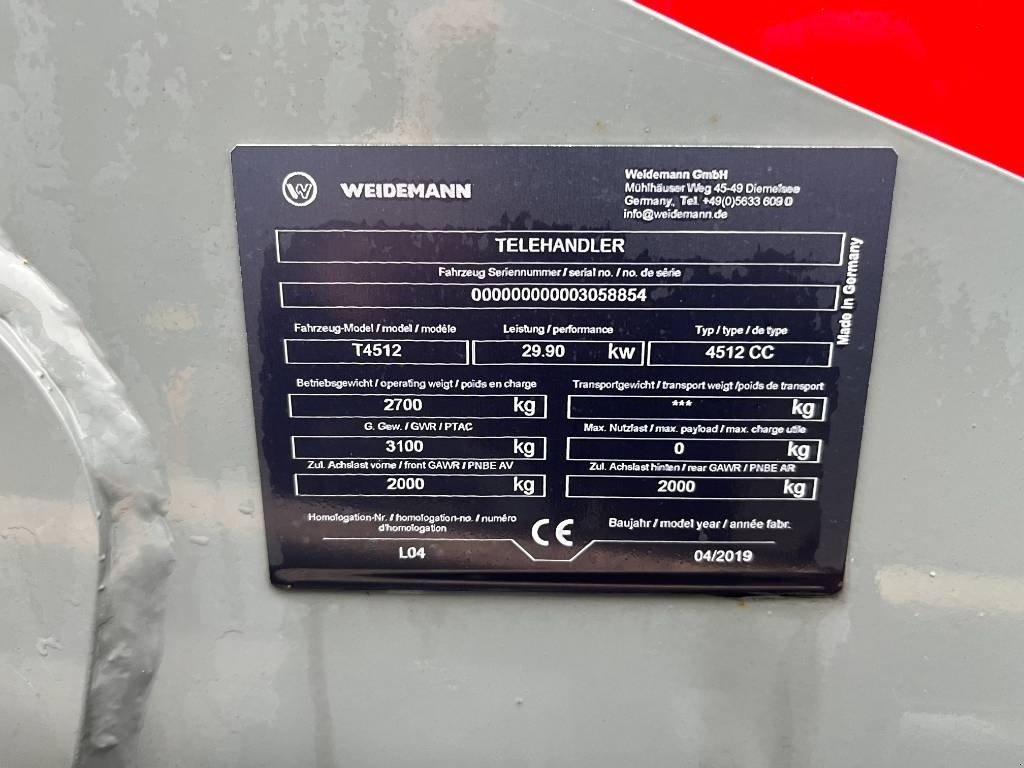 W WEIDEMANN
Weidemann GmbH
Mühlhäuser Weg 45-49 Diemelsee
Germany, Tel. +49(0)5633 609 0
info@weidemann.de
TELEHANDLER
Fahrzeug Seriennummer / serial no. / no. de série
000000000003058854
Made in Germany
Fahrzeug-Model / model / modèle Leistung / performance Typ / type / de type
T4512 29.90 kw 4512 CC
Betriebsgewicht / operating weigt / poids en charge Transportgewicht / transport weigt /poids de transport
2700 kg *** kg
G. Gew. / GWR / PTAC Max. Nutzlast / max. payload / max. charge utile
3100 kg 0 kg
Zul. Achslast vorne / front GAWR / PNBE AV Zul. Achslast hinten / rear GAWR / PNBE AR
2000 kg 2000 kg
Homologation-Nr. / homologation-no. / numéro
d'homologation
CE
Baujahr / model year / année fabr.
L04 04/2019